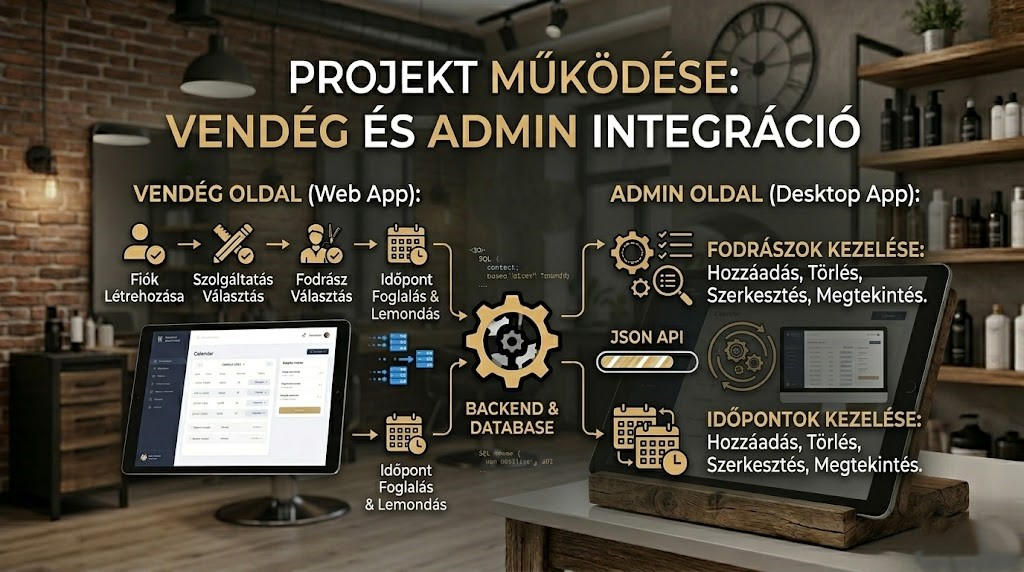 PROJEKT MŰKÖDÉSE:
VENDÉG ÉS ADMIN INTEGRÁCIÓ
VENDÉG OLDAL (Web App):
Fiók
Létrehozása
Szolgáltatás
Választás
Fodrász
Választás
Időpont
Foglalás &
Lemondás
Calendar
Időpont
Foglalás
& Lemondás
SQL {
BACKEND &
DATABASE
ADMIN OLDAL (Desktop App):
FODRÁSZOK KEZELÉSE:
Hozzáadás, Törlés,
Szerkesztés, Megtekintés.
JSON API
IDŐPONTOK KEZELÉSE:
Hozzáadás, Törlés,
Szerkesztés, Megtekintés.